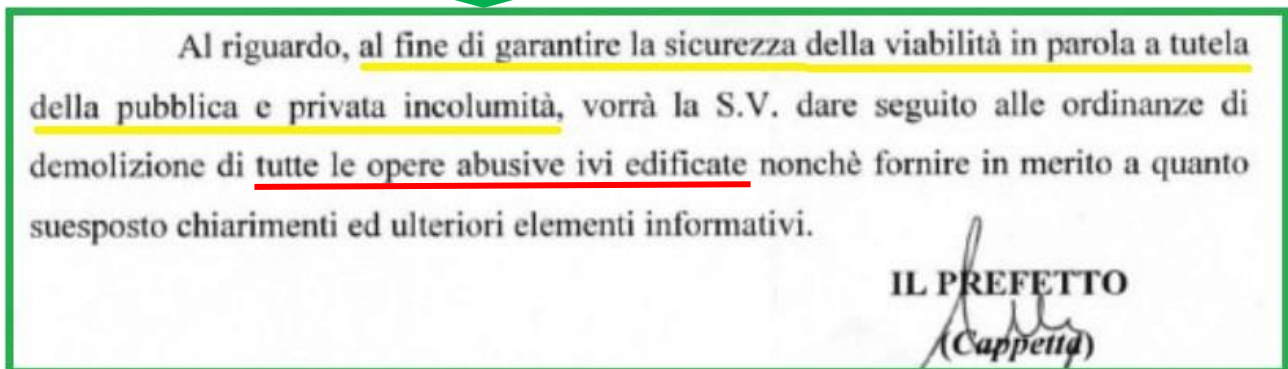 Al riguardo, al fine di garantire la sicurezza della viabilità in parola a tutela
della pubblica e privata incolumità, vorrà la S.V. dare seguito alle ordinanze di
demolizione di tutte le opere abusive ivi edificate nonchè fornire in merito a quanto
suesposto chiarimenti ed ulteriori elementi informativi.
IL PREFETTO
(Cappetta)